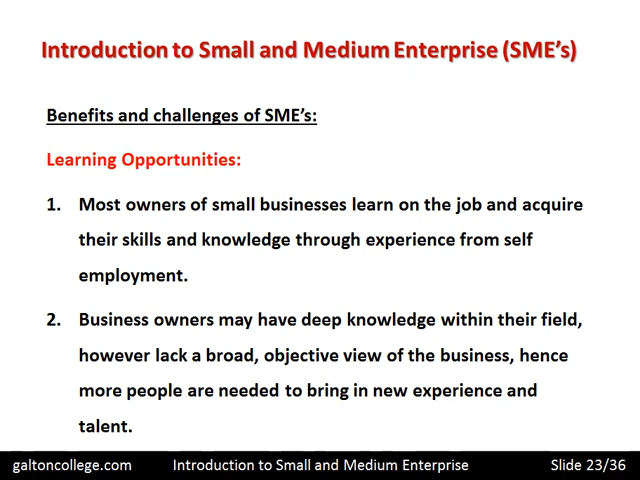 Introduction to Small and Medium Enterprise (SME's)
Benefits and challenges of SME's:
Learning Opportunities:
1. Most owners of small businesses learn on the job and acquire
their skills and knowledge through experience from self
employment.
2. Business owners may have deep knowledge within their field,
however lack a broad, objective view of the business, hence
more people are needed to bring in new experience and
talent.
galtoncollege.com Introduction to Small and Medium Enterprise Slide 23/36